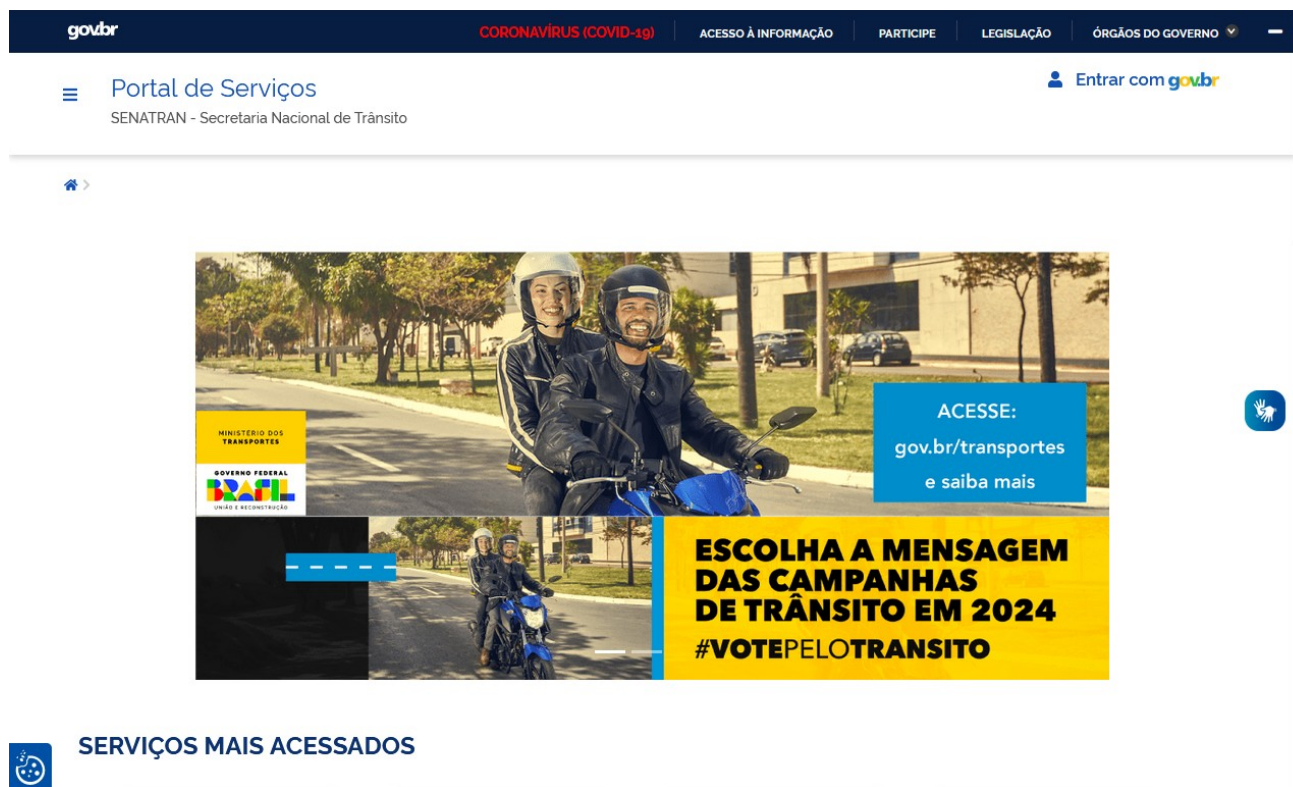 gov.br
CORONAVÍRUS (COVID-19)
ACESSO À INFORMAÇÃO
PARTICIPE
LEGISLAÇÃO
ÓRGÃOS DO GOVERNO
Portal de Serviços
SENATRAN - Secretaria Nacional de Trânsito
Entrar com gov.br
MINISTÉRIO DOS
TRANSPORTES
GOVERNO FEDERAL
BRASIL
UNIÃO E RECONSTRUÇÃO
ACESSE:
gov.br/transportes
e saiba mais
ESCOLHA A MENSAGEM
DAS CAMPANHAS
DE TRÂNSITO EM 2024
#VOTEPELOTRANSITO
SERVIÇOS MAIS ACESSADOS